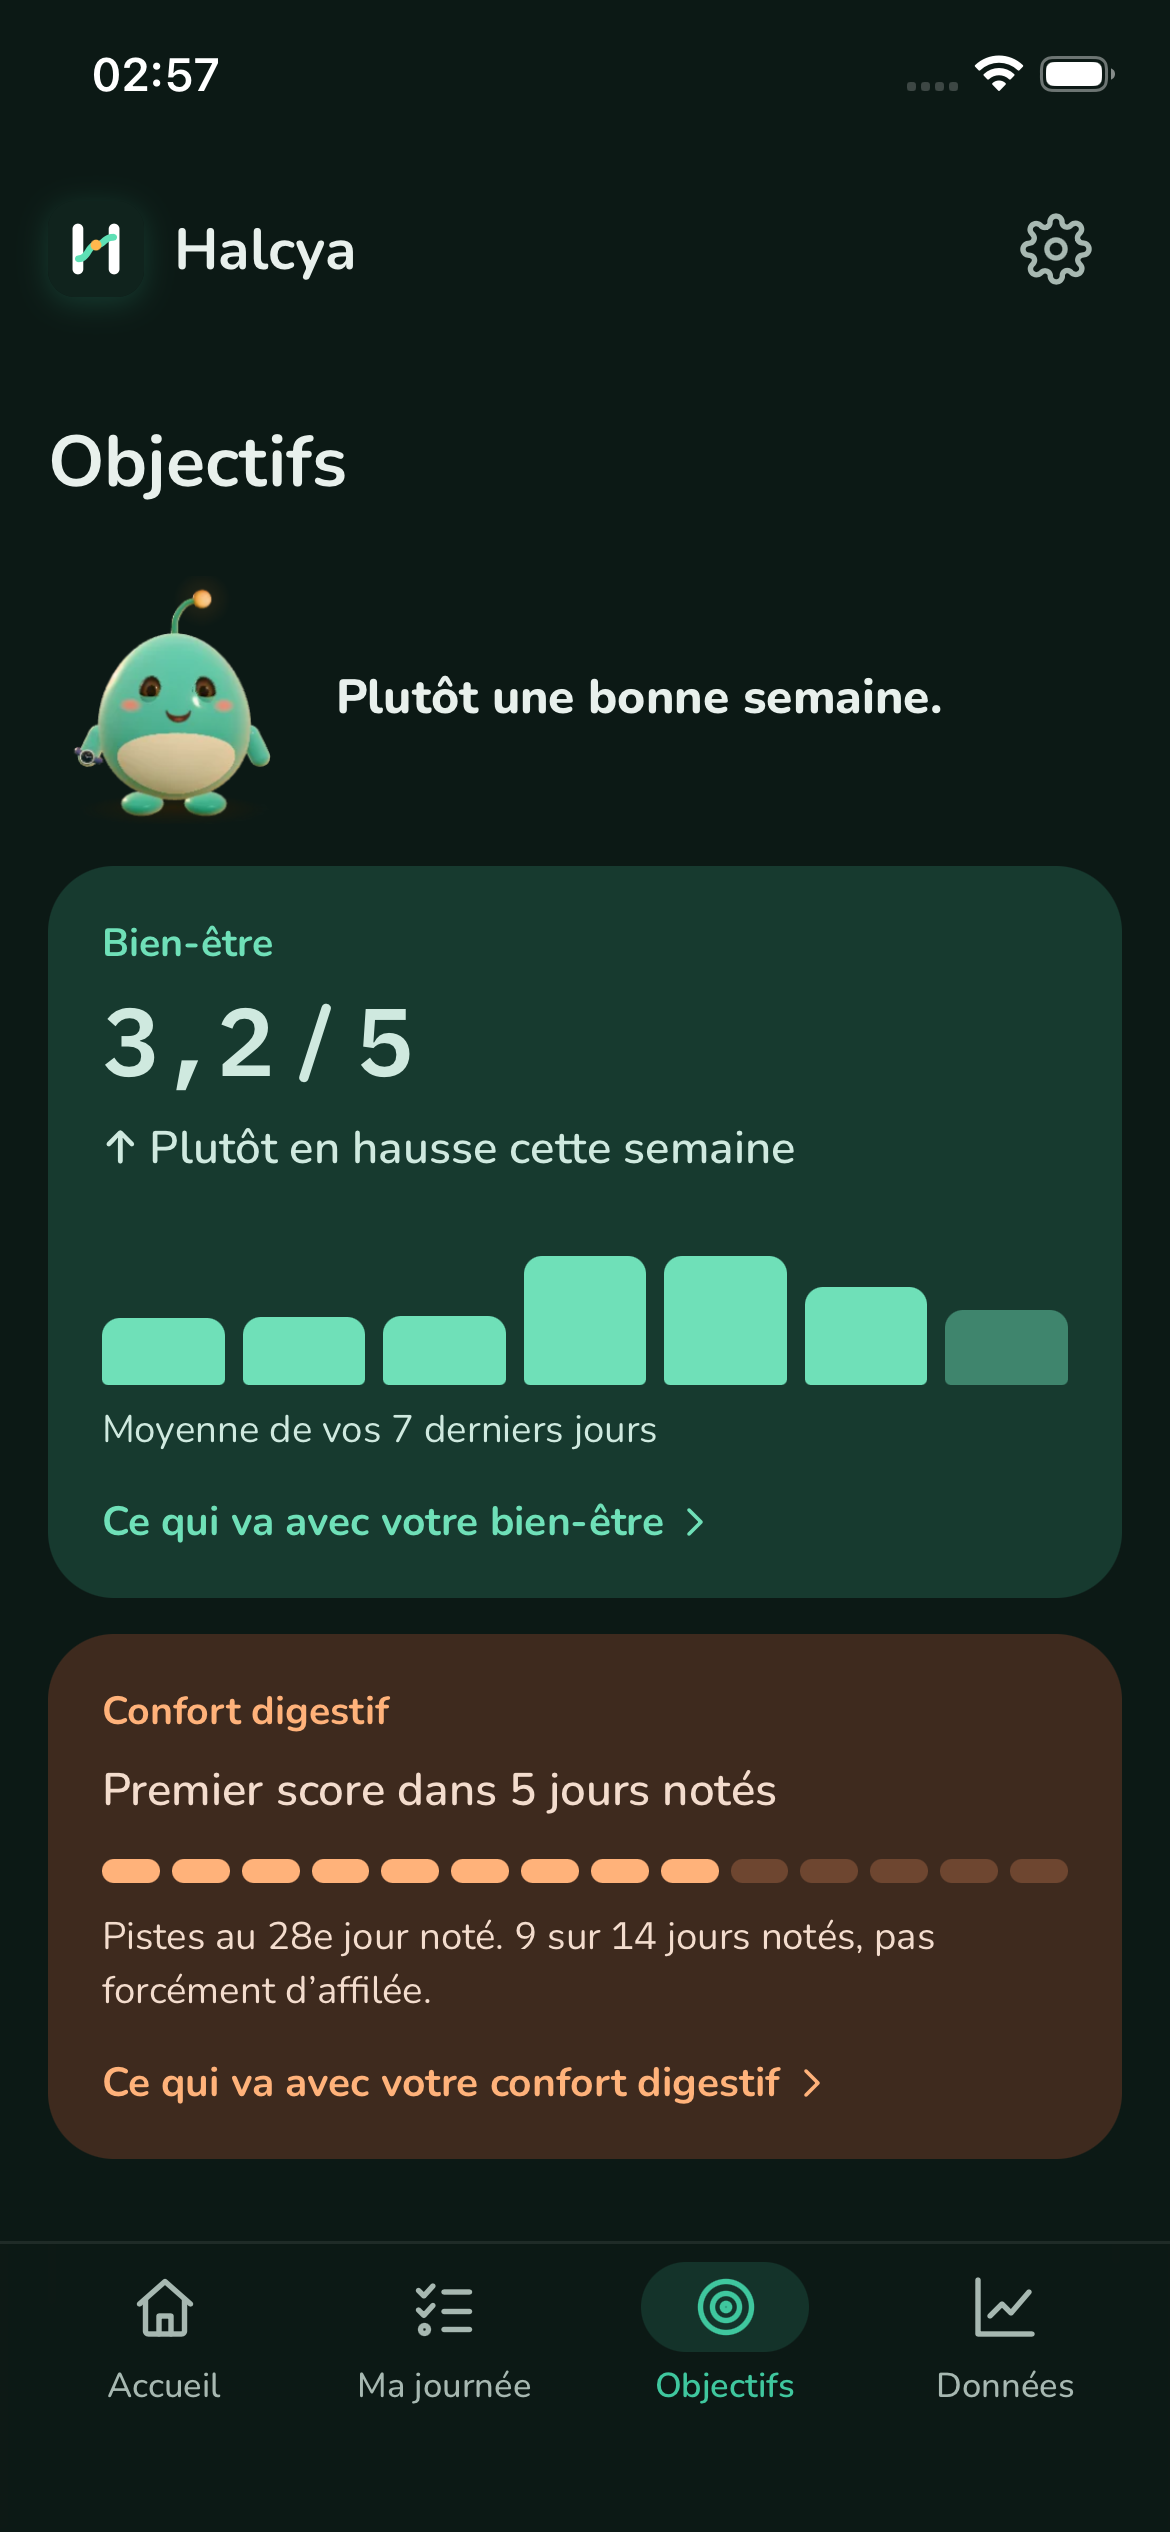 02:57
Halcya
Objectifs
Plutôt une bonne semaine.
Bien-être
3,2/5
↑ Plutôt en hausse cette semaine
Moyenne de vos 7 derniers jours
Ce qui va avec votre bien-être
Confort digestif
Premier score dans 5 jours notés
Pistes au 28e jour noté. 9 sur 14 jours notés, pas
forcément d’affilée.
Ce qui va avec votre confort digestif
Accueil
Ma journée
Objectifs
Données